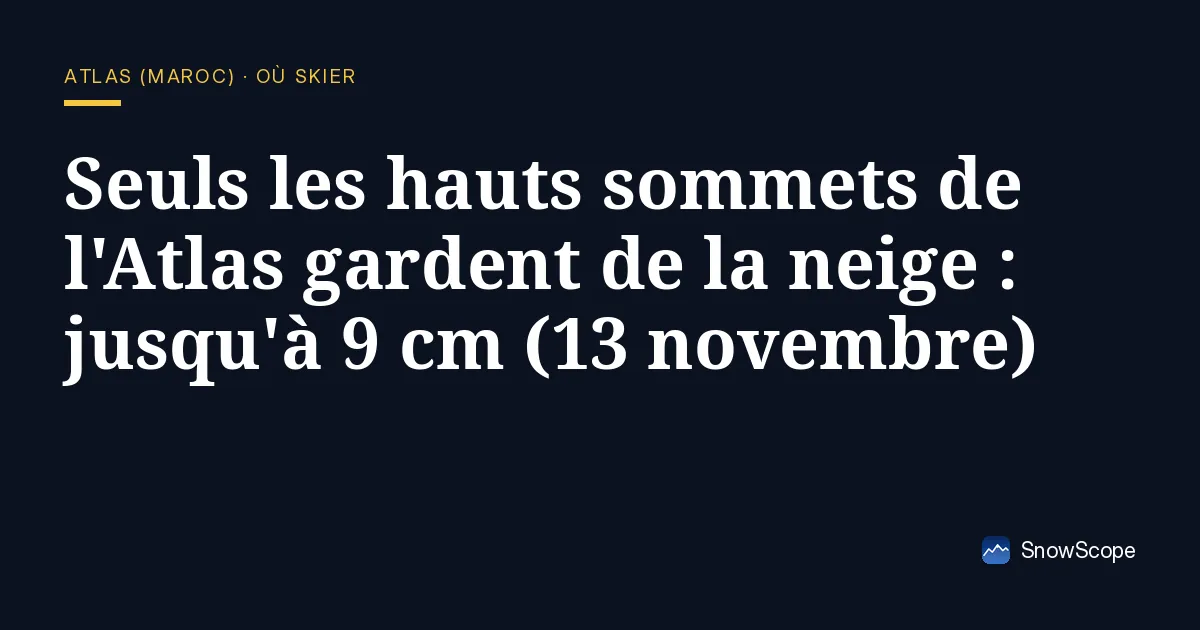 ATLAS (MAROC) · OÙ SKIER
Seuls les hauts sommets de
l'Atlas gardent de la neige :
jusqu'à 9 cm (13 novembre)
SnowScope